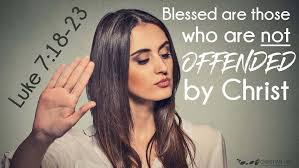 Luke 7:18-23
Blessed are those
who are not
OFFENDED
by Christ